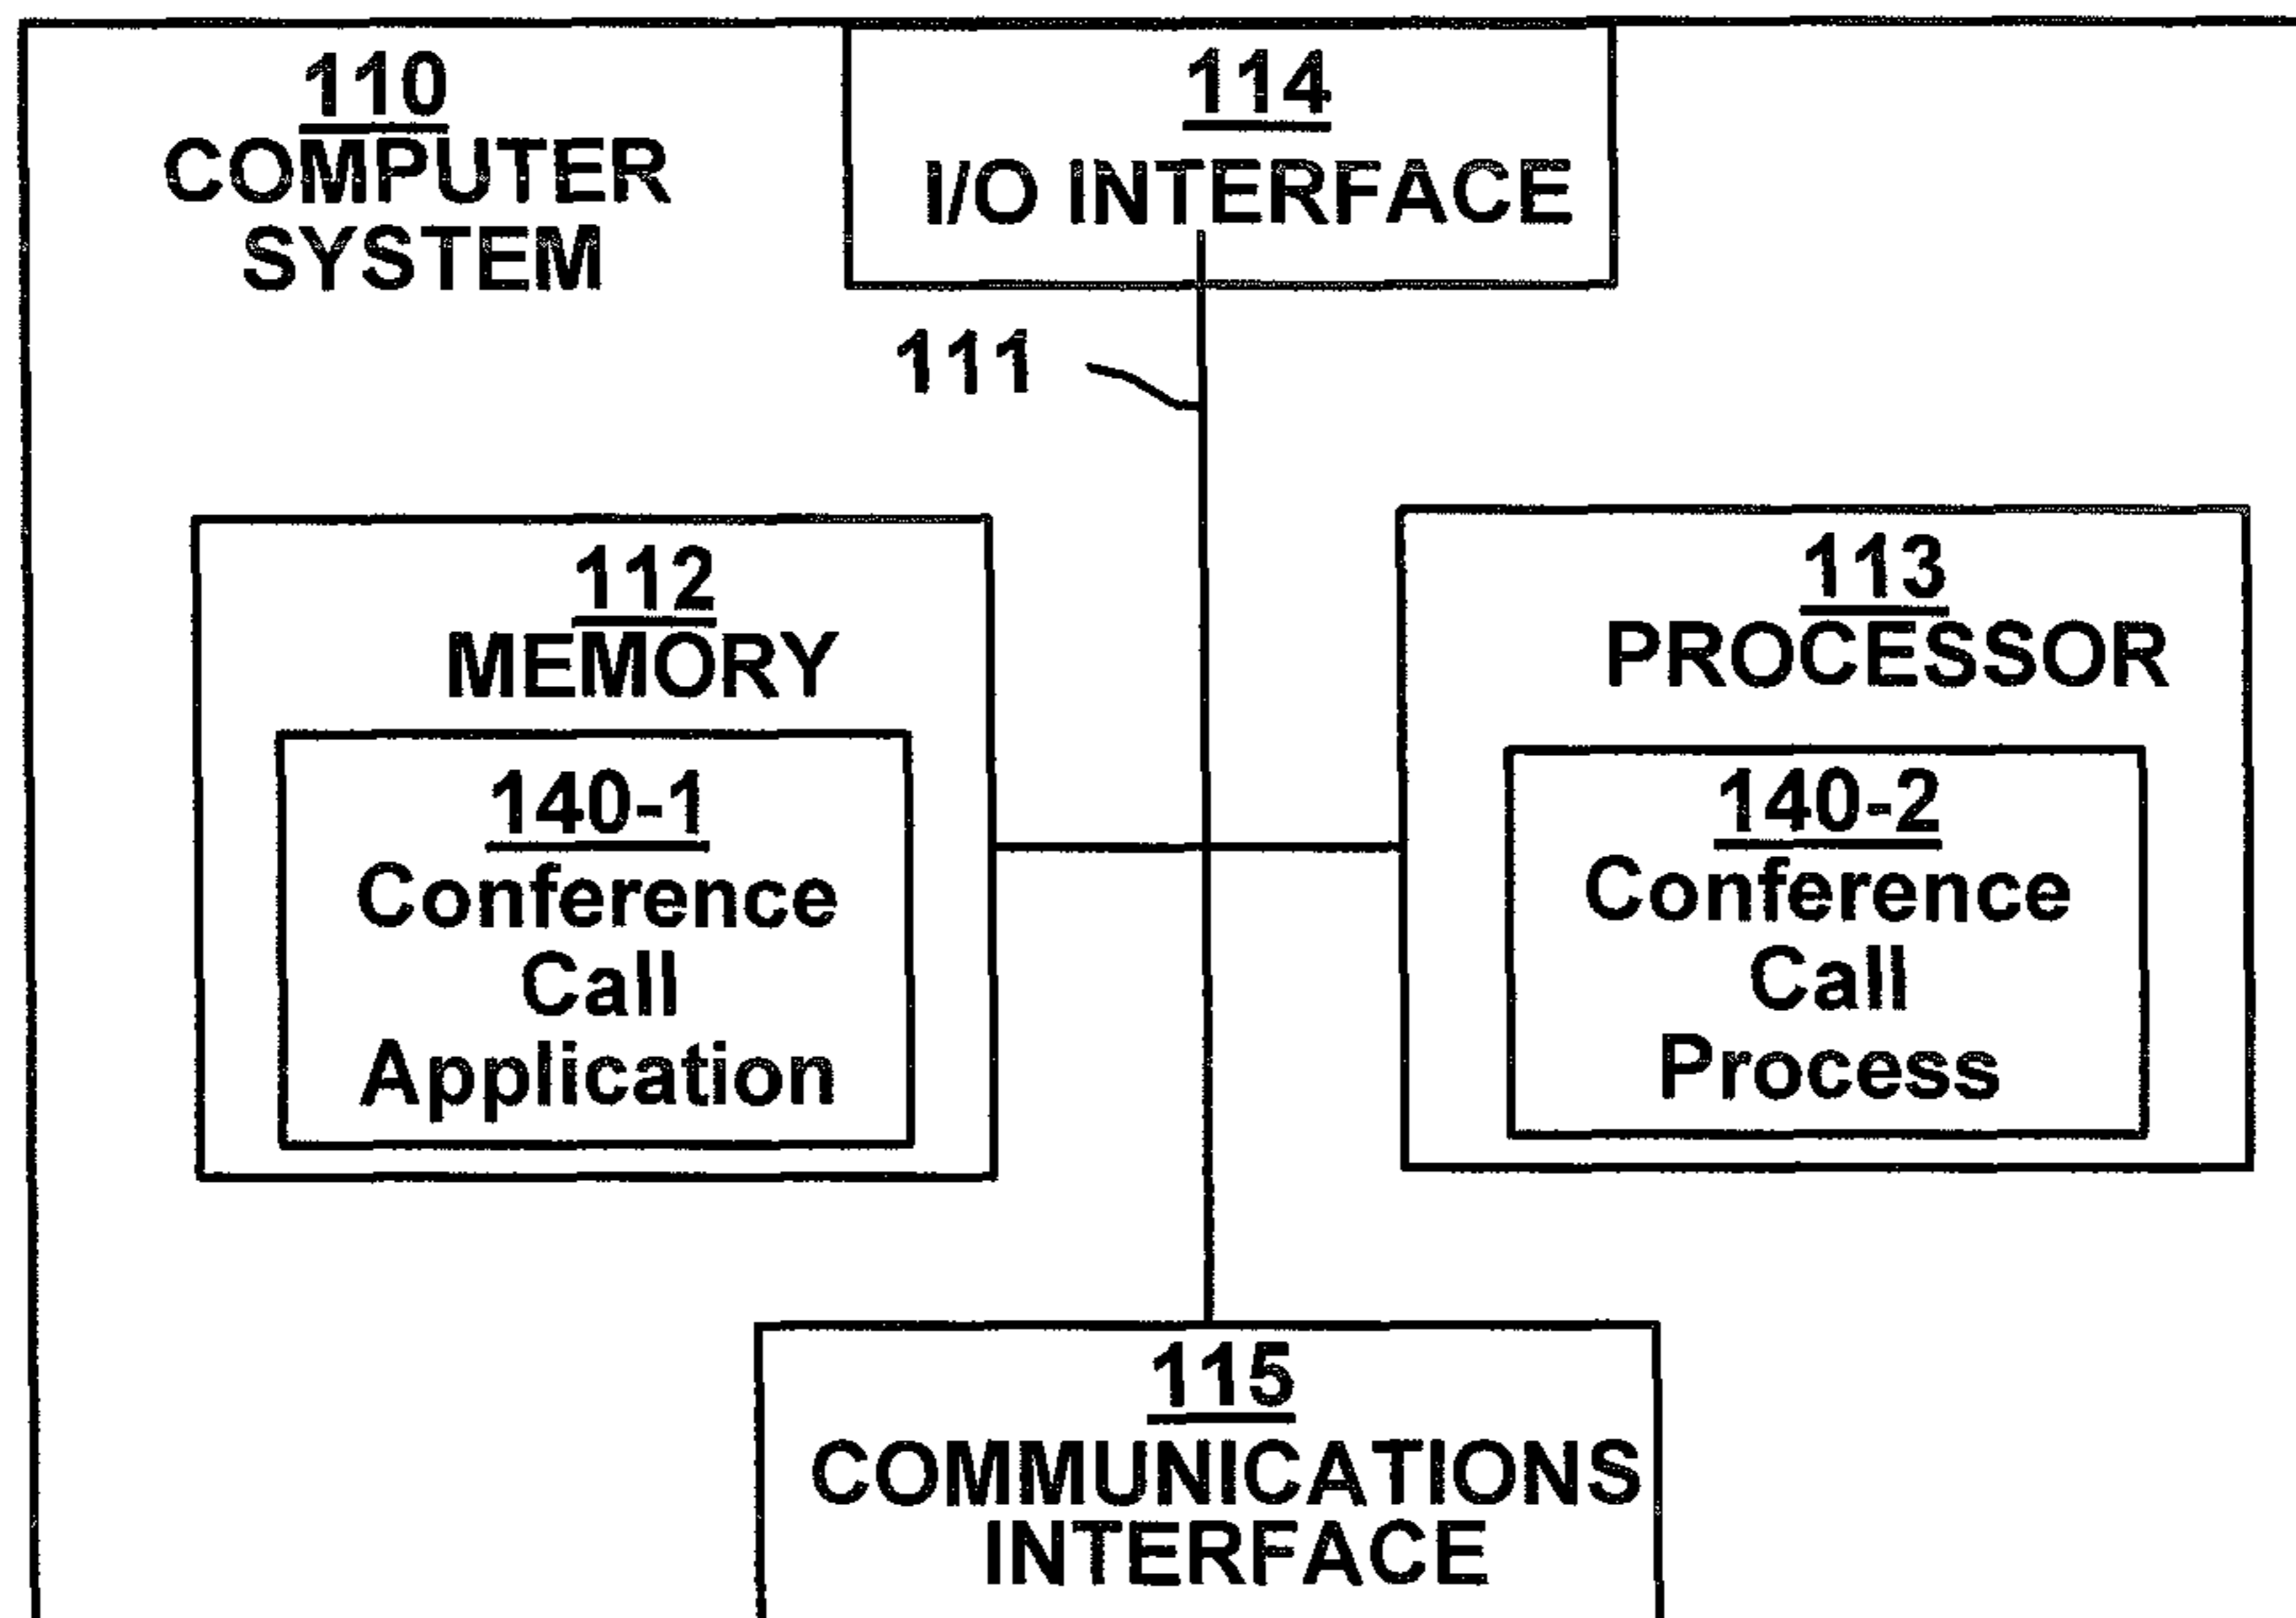 110
COMPUTER
SYSTEM
114
I/O INTERFACE
111
112
MEMORY
140-1
Conference
Call
Application
113
PROCESSOR
140-2
Conference
Call
Process
115
COMMUNICATIONS
INTERFACE